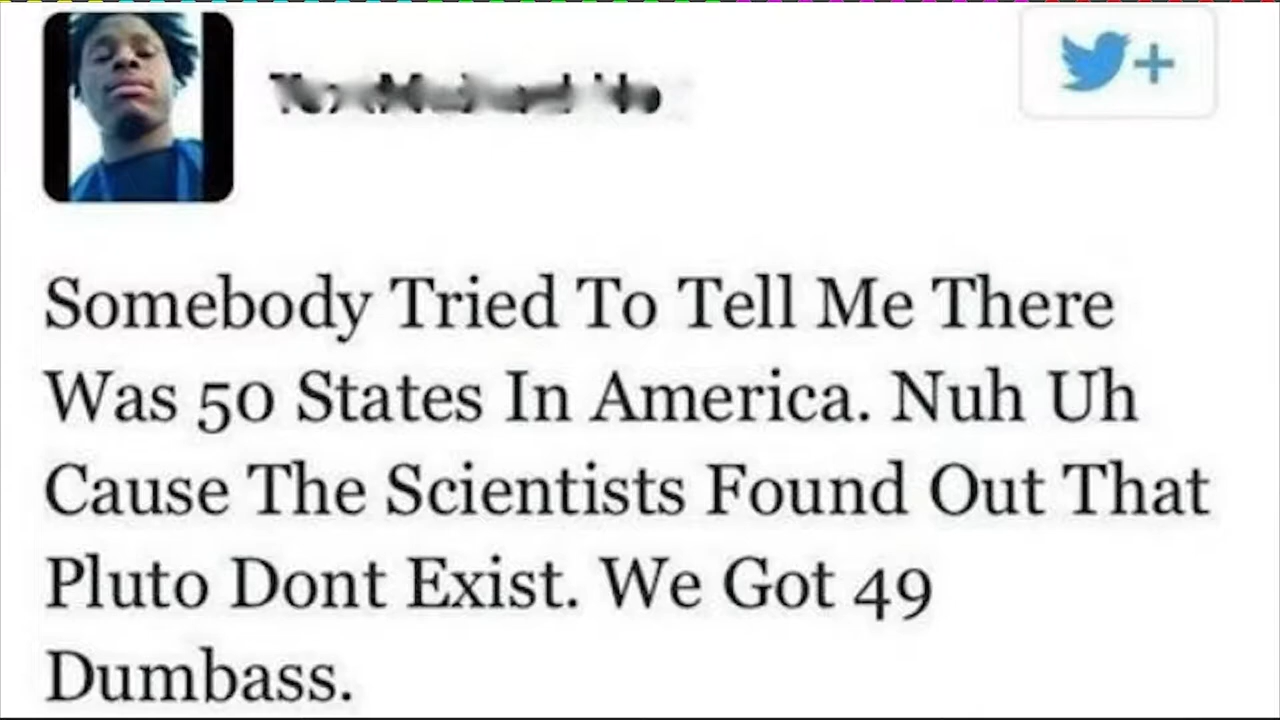 Somebody Tried To Tell Me There
Was 50 States In America. Nuh Uh
Cause The Scientists Found Out That
Pluto Dont Exist. We Got 49
Dumbass.